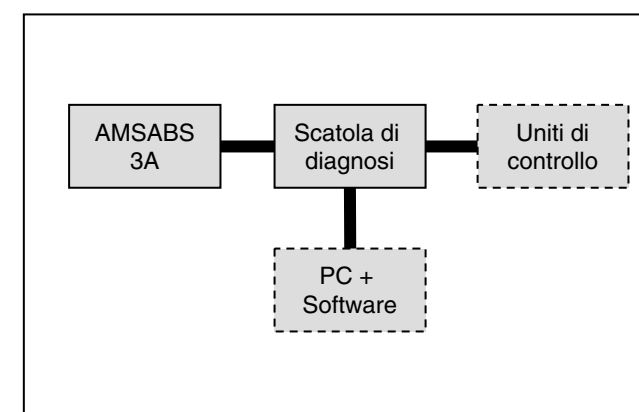 AMSABS
3A
Scatola di
diagnosi
Uniti di
controllo
PC +
Software